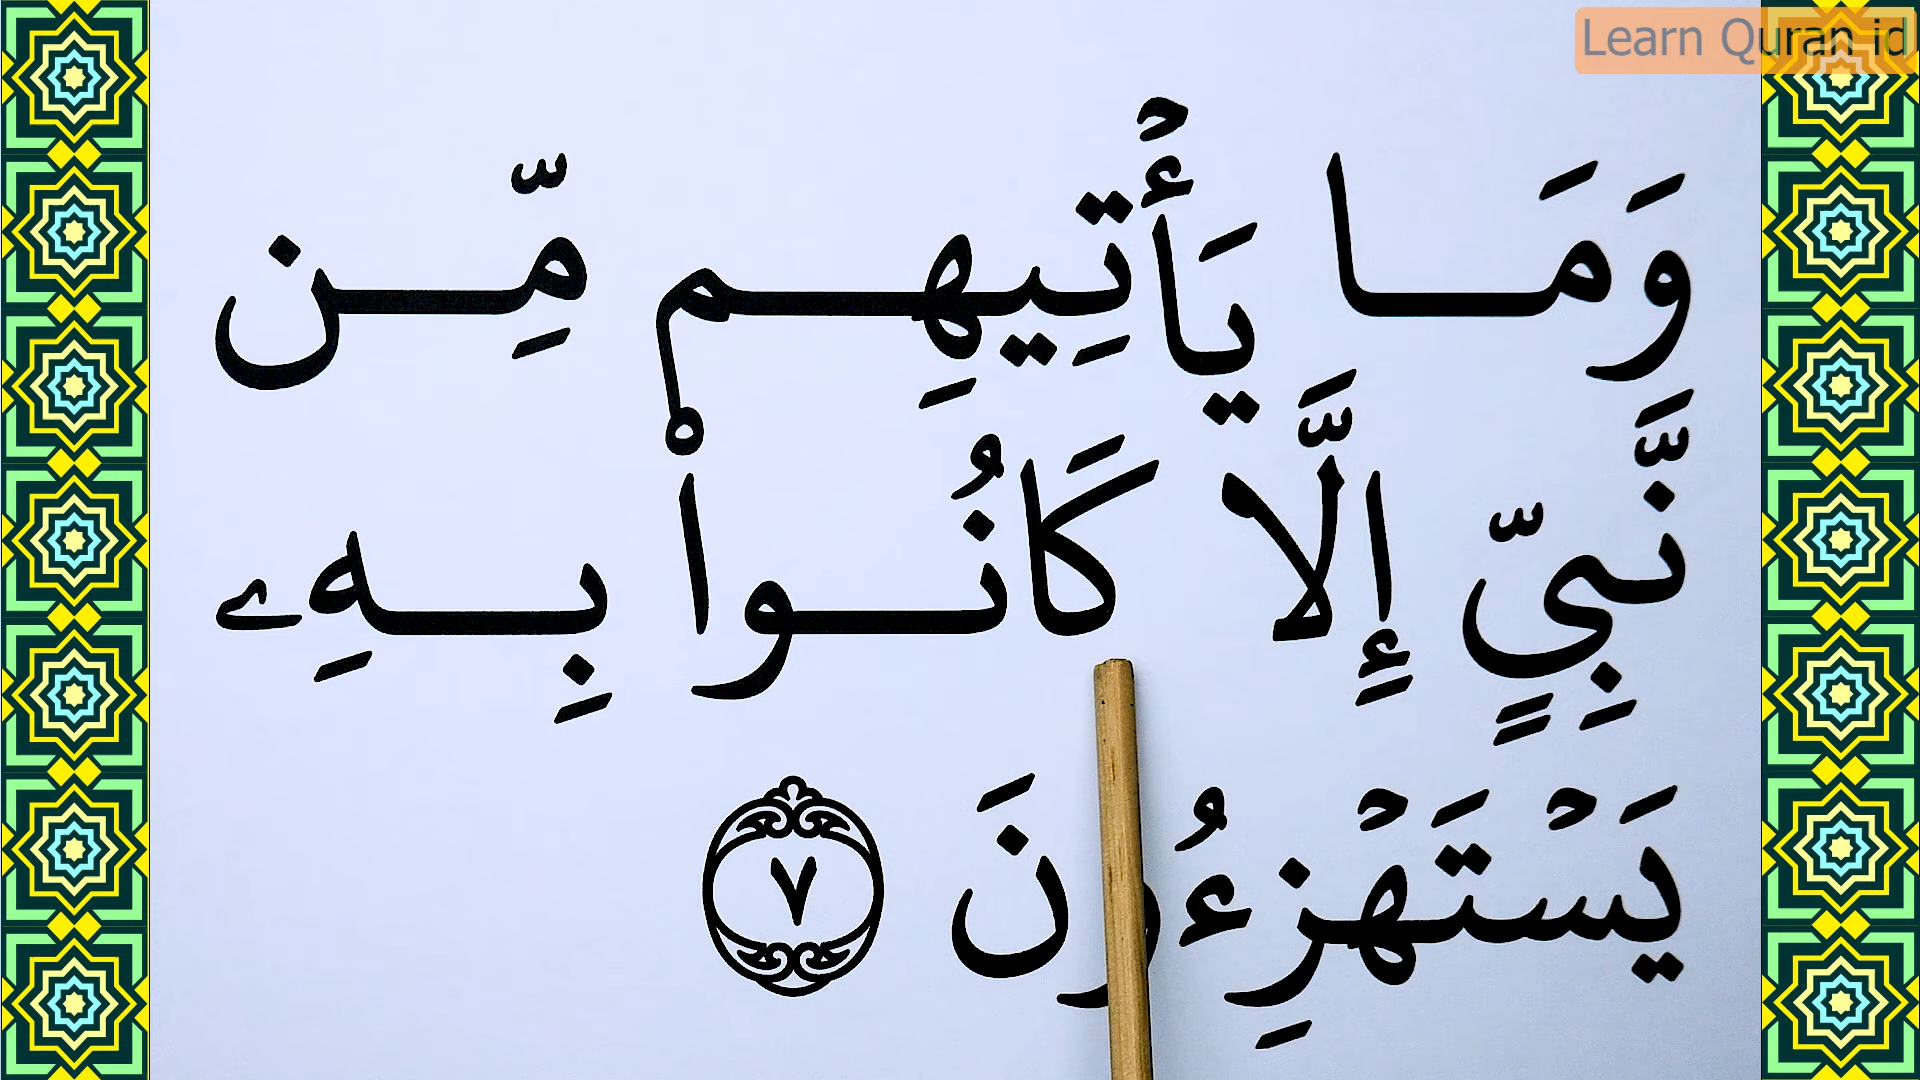 Learn Quran id
وَمَا يَأۡتِيهِم مِّن
نَّبِيٍّ إِلَّا كَانُواْ بِهِۦ
يَسۡتَهۡزِءُونَ ٧